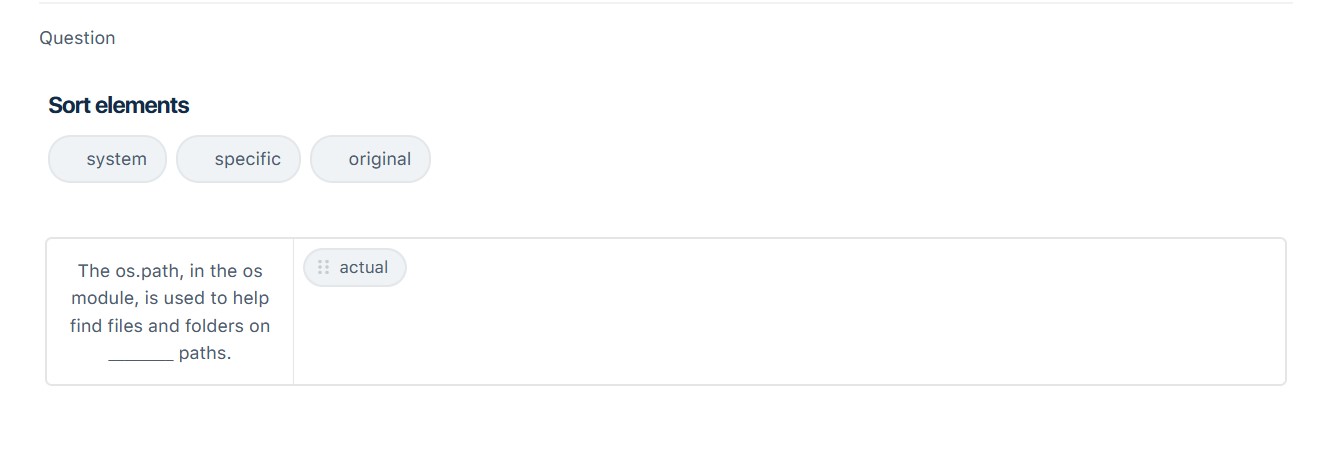 Question
Sort elements
system specific original
The os.path, in the os
module, is used to help
find files and folders on
_______ paths.
actual